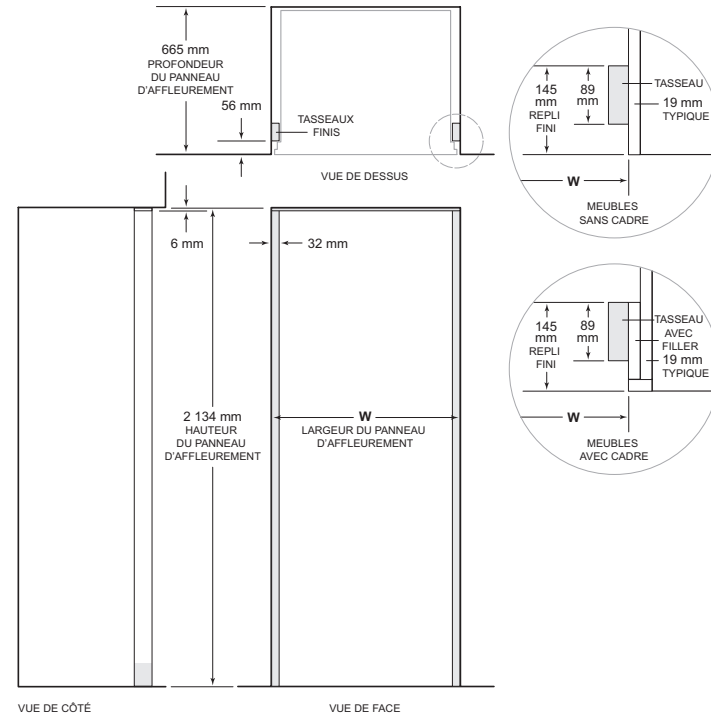 665 mm
PROFONDEUR
DU PANNEAU
D'AFFLEUREMENT
56 mm
TASSEAUX
FINIS
VUE DE DESSUS
145
mm
REPLI
FINI
89
mm
TASSEAU
19 mm
TYPIQUE
W
MEUBLES
SANS CADRE
6 mm
32 mm
2 134 mm
HAUTEUR
DU PANNEAU
D'AFFLEUREMENT
W
LARGEUR DU PANNEAU
D'AFFLEUREMENT
145
mm
REPLI
FINI
89
mm
TASSEAU
AVEC
FILLER
19 mm
TYPIQUE
W
MEUBLES
AVEC CADRE
VUE DE CÔTÉ
VUE DE FACE